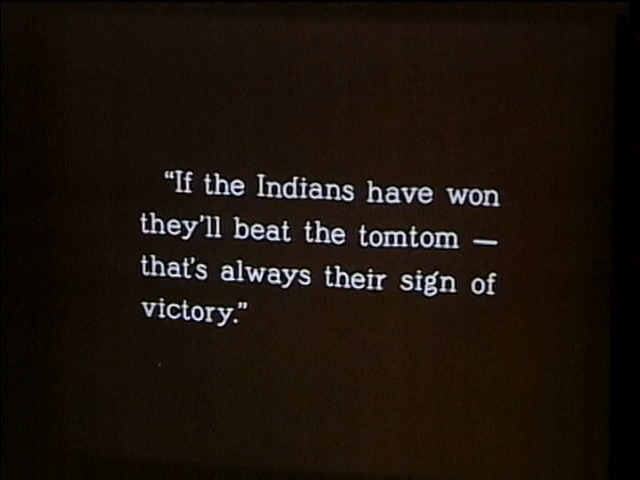 “If the Indians have won
they’ll beat the tomtom —
that’s always their sign of
victory.”